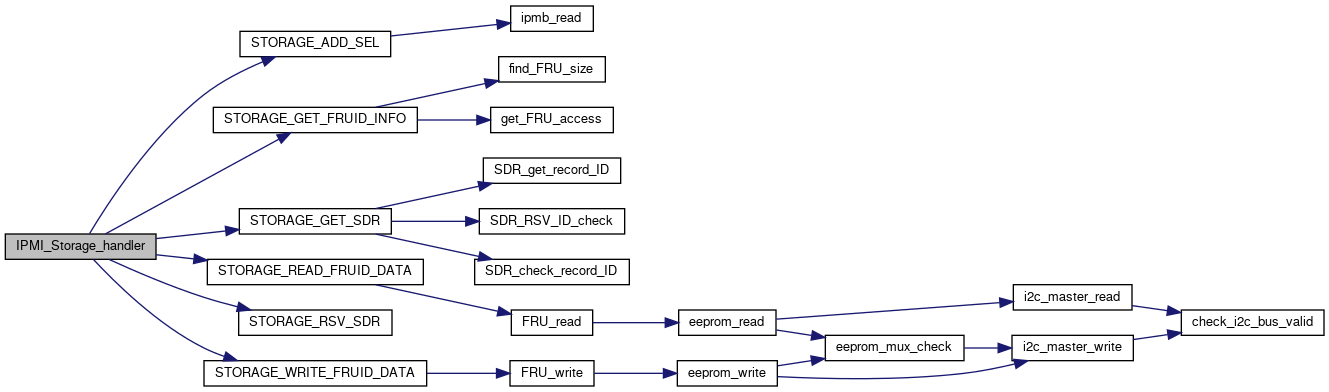 ipmb_read
STORAGE_ADD_SEL
find_FRU_size
STORAGE_GET_FRUID_INFO
get_FRU_access
SDR_get_record_ID
STORAGE_GET_SDR
SDR_RSV_ID_check
IPMI_Storage_handler
SDR_check_record_ID
STORAGE_READ_FRUID_DATA
i2c_master_read
STORAGE_RSV_SDR
FRU_read
eeprom_read
check_i2c_bus_valid
eeprom_mux_check
i2c_master_write
STORAGE_WRITE_FRUID_DATA
FRU_write
eeprom_write